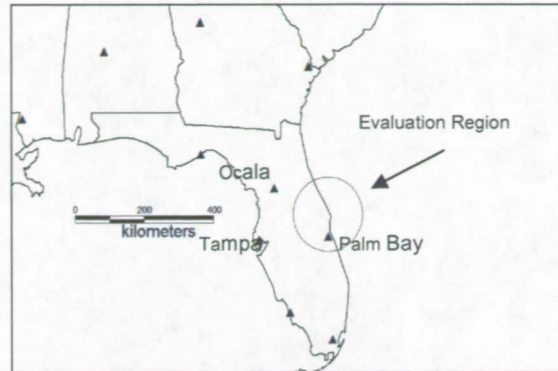 Evaluation Region
Ocala
0 200 400
kilometers
Tampa
Palm Bay